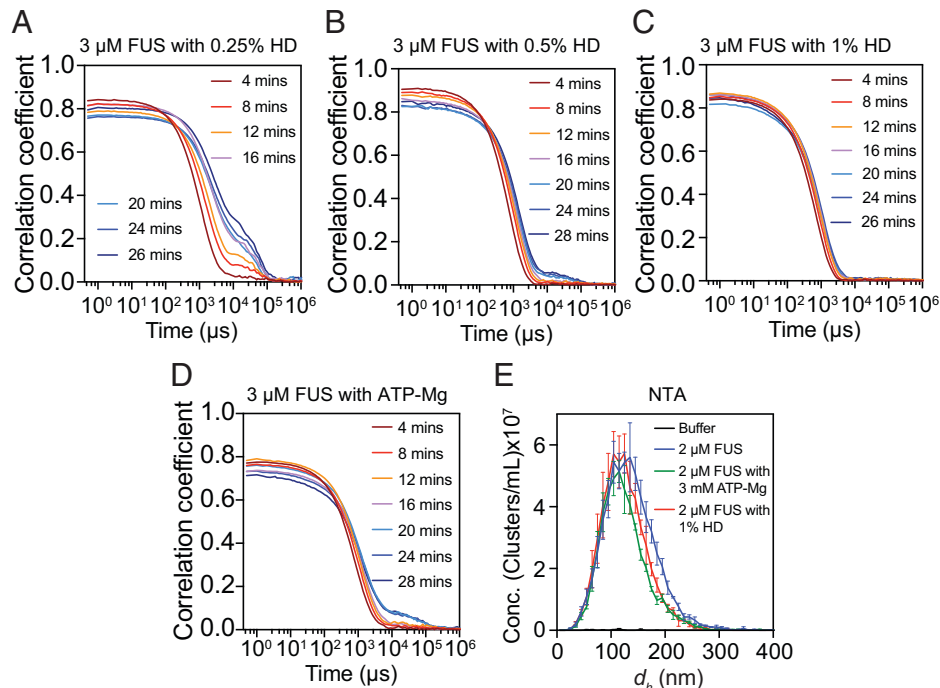 A
3 µM FUS with 0.25% HD
Correlation coefficient
1.0
0.8
0.6
0.4
0.2
0.0
4 mins
8 mins
12 mins
16 mins
20 mins
24 mins
26 mins
10⁰ 10¹ 10² 10³ 10⁴ 10⁵ 10⁶
Time (µs)
B
3 µM FUS with 0.5% HD
Correlation coefficient
1.0
0.8
0.6
0.4
0.2
0.0
4 mins
8 mins
12 mins
16 mins
20 mins
24 mins
28 mins
10⁰ 10¹ 10² 10³ 10⁴ 10⁵ 10⁶
Time (µs)
C
3 µM FUS with 1% HD
Correlation coefficient
1.0
0.8
0.6
0.4
0.2
0.0
4 mins
8 mins
12 mins
16 mins
20 mins
24 mins
26 mins
10⁰ 10¹ 10² 10³ 10⁴ 10⁵ 10⁶
Time (µs)
D
3 µM FUS with ATP-Mg
Correlation coefficient
1.0
0.8
0.6
0.4
0.2
0.0
4 mins
8 mins
12 mins
16 mins
20 mins
24 mins
28 mins
10⁰ 10¹ 10² 10³ 10⁴ 10⁵ 10⁶
Time (µs)
E
NTA
Conc. (Clusters/mL)x10⁷
6
4
2
0
Buffer
2 µM FUS
2 µM FUS with
3 mM ATP-Mg
2 µM FUS with
1% HD
0 100 200 300 400
d_h (nm)